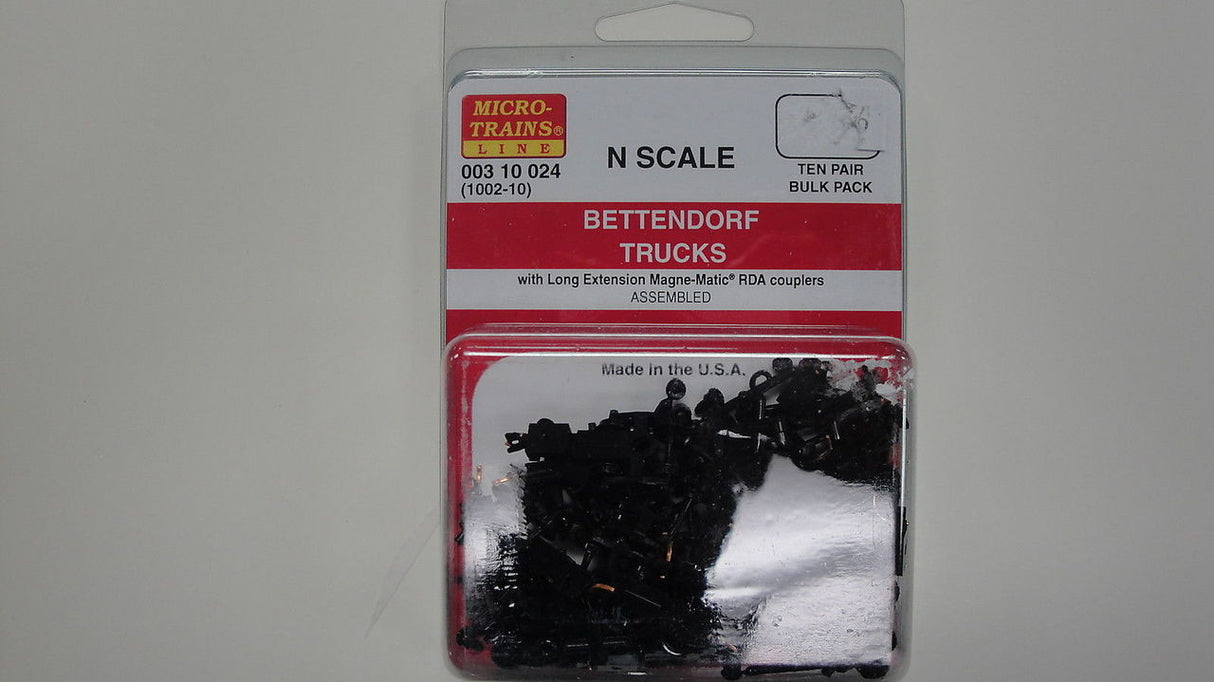 MICRO-
TRAINS®
LINE
003 10 024
(1002-10)
N SCALE
TEN PAIR
BULK PACK
BETTENDORF
TRUCKS
with Long Extension Magne-Matic® RDA couplers
ASSEMBLED
Made in the U.S.A.